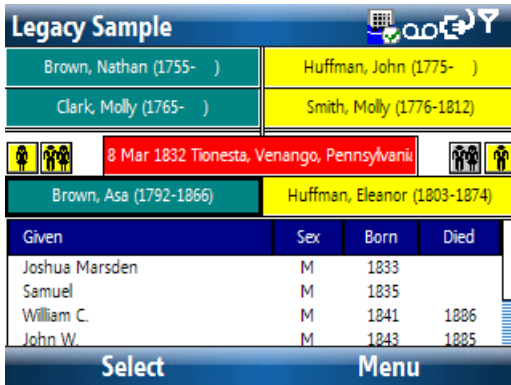 Legacy Sample
Brown, Nathan (1755-    )
Huffman, John (1775-    )
Clark, Molly (1765-    )
Smith, Molly (1776-1812)
8 Mar 1832 Tionesta, Venango, Pennsylvania
Brown, Asa (1792-1866)
Huffman, Eleanor (1803-1874)
Given Sex Born Died
Joshua Marsden M 1833
Samuel M 1835
William C. M 1841 1886
John W. M 1843 1885
Select Menu